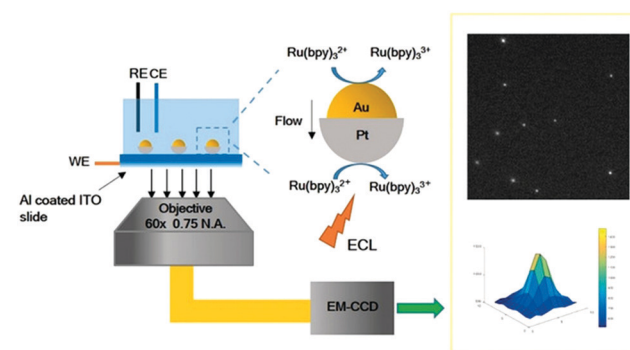 Ru(bpy)₃²⁺ Ru(bpy)₃³⁺
RE CE
Au
Flow
Pt
WE
Ru(bpy)₃²⁺ Ru(bpy)₃³⁺
Al coated ITO
slide
Objective
60x 0.75 N.A.
ECL
EM-CCD